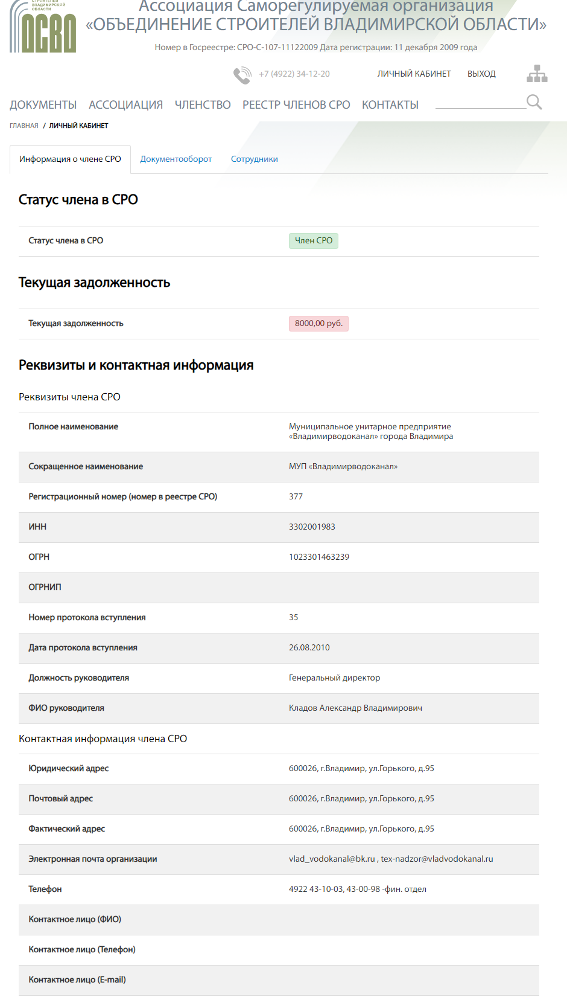 СТРОИТЕЛЕЙ
ВЛАДИМИРСКОЙ
ОБЛАСТИ
ОСВО
Ассоциация Саморегулируемая организация
«ОБЪЕДИНЕНИЕ СТРОИТЕЛЕЙ ВЛАДИМИРСКОЙ ОБЛАСТИ»
Номер в Госреестре: СРО-С-107-11122009 Дата регистрации: 11 декабря 2009 года
+7 (4922) 34-12-20
ЛИЧНЫЙ КАБИНЕТ
ВЫХОД
ДОКУМЕНТЫ АССОЦИАЦИЯ ЧЛЕНСТВО РЕЕСТР ЧЛЕНОВ СРО КОНТАКТЫ
ГЛАВНАЯ / ЛИЧНЫЙ КАБИНЕТ
Информация о члене СРО Документооборот Сотрудники
Статус члена в СРО
Статус члена в СРО Член СРО
Текущая задолженность
Текущая задолженность 8000,00 руб.
Реквизиты и контактная информация
Реквизиты члена СРО
Полное наименование Муниципальное унитарное предприятие
«Владимирводоканал» города Владимира
Сокращенное наименование МУП «Владимирводоканал»
Регистрационный номер (номер в реестре СРО) 377
ИНН 3302001983
ОГРН 1023301463239
ОГРНИП
Номер протокола вступления 35
Дата протокола вступления 26.08.2010
Должность руководителя Генеральный директор
ФИО руководителя Кладов Александр Владимирович
Контактная информация члена СРО
Юридический адрес 600026, г.Владимир, ул.Горького, д.95
Почтовый адрес 600026, г.Владимир, ул.Горького, д.95
Фактический адрес 600026, г.Владимир, ул.Горького, д.95
Электронная почта организации vlad_vodokanal@bk.ru , tex-nadzor@vladvodokanal.ru
Телефон 4922 43-10-03, 43-00-98 -фин. отдел
Контактное лицо (ФИО)
Контактное лицо (Телефон)
Контактное лицо (E-mail)